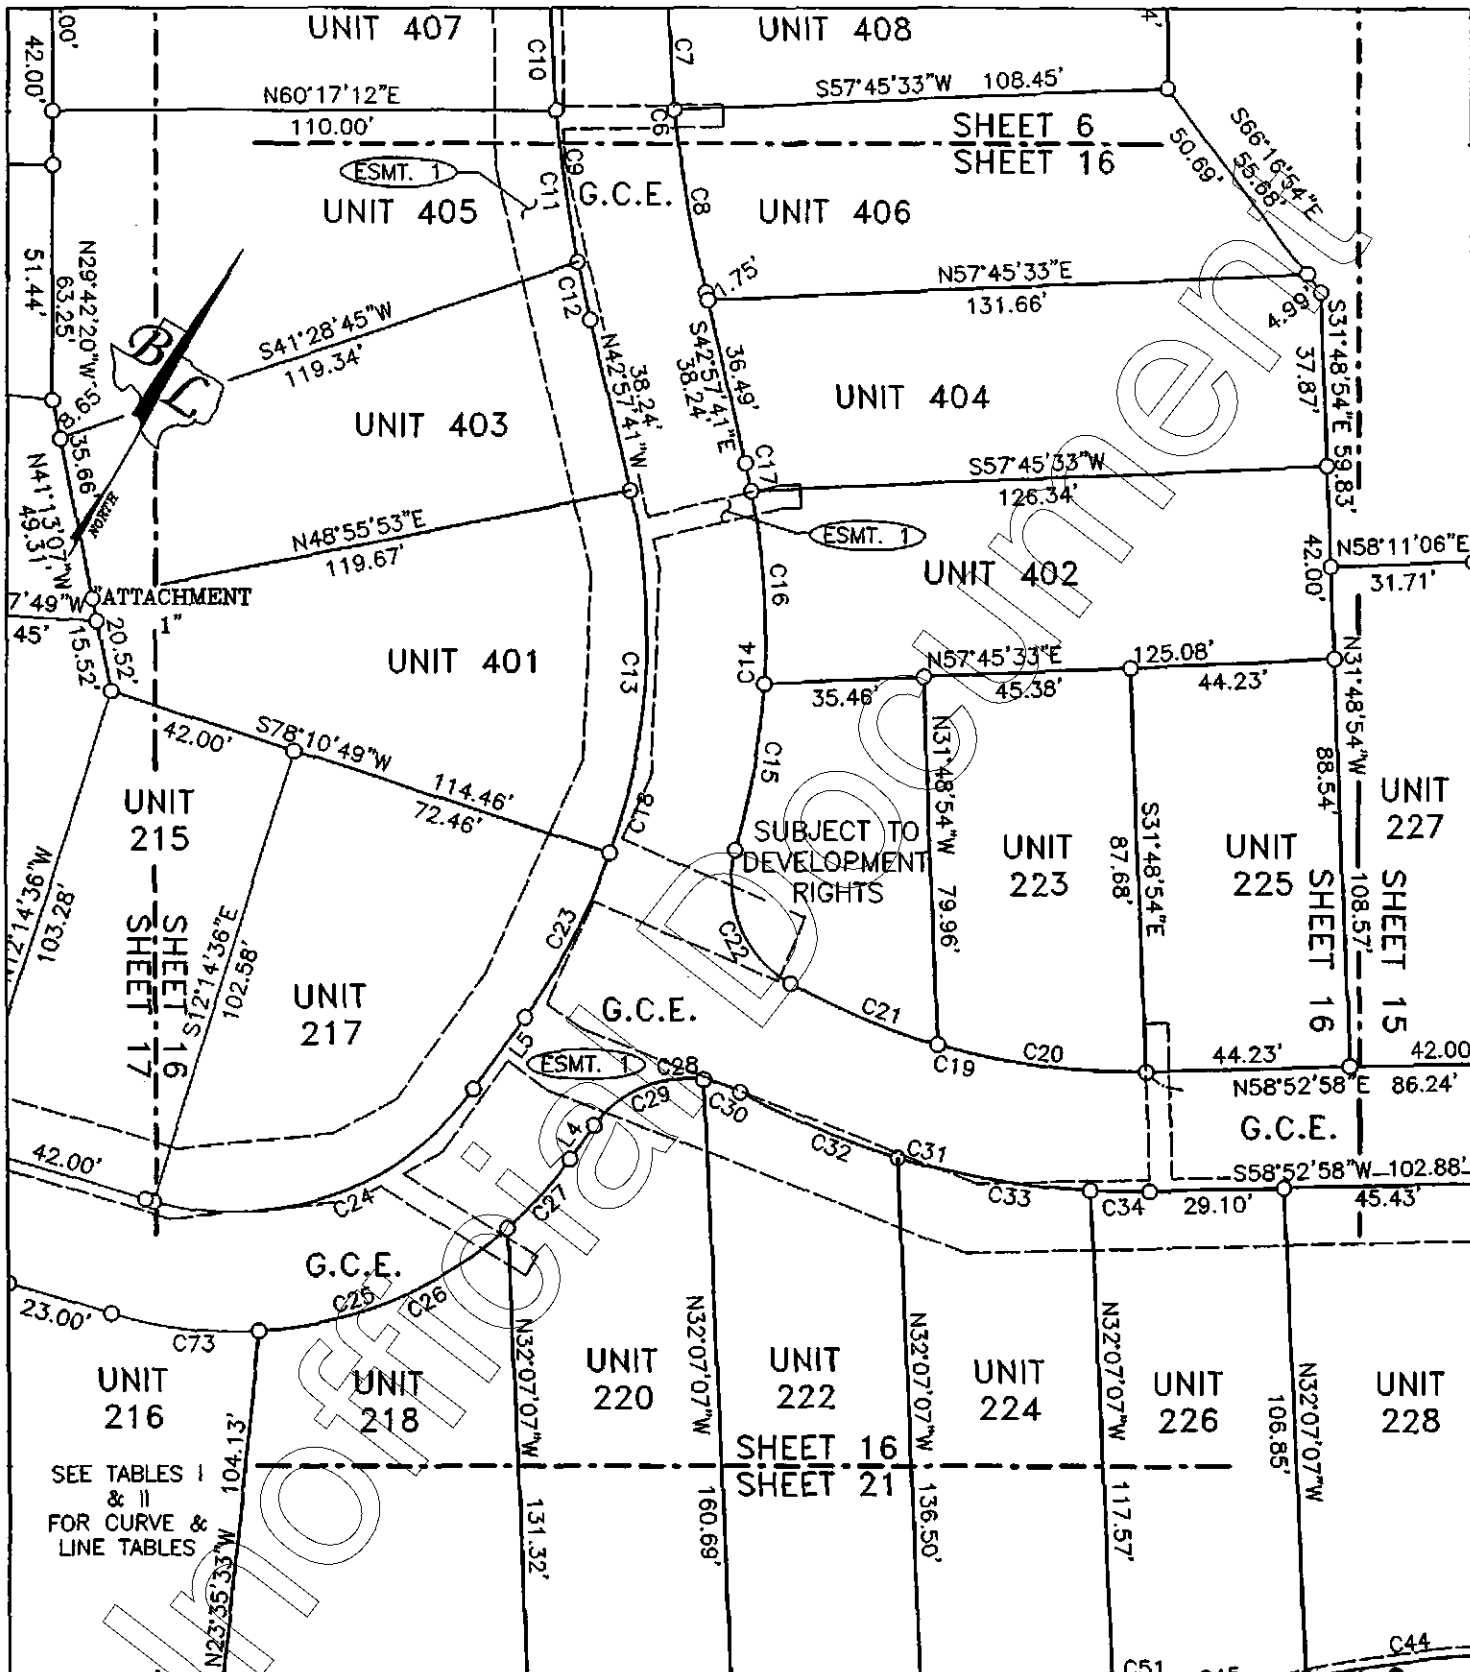 .00'
42.00'
UNIT 407
C10
C7
UNIT 408
4'
N60°17'12"E
110.00'
S57°45'33"W 108.45'
C6
SHEET 6
SHEET 16
S66°16'54"E
55.68'
50.69'
ESMT. 1
C9
C11
G.C.E.
C8
UNIT 405
UNIT 406
51.44'
N29°42'20"W
63.25'
1.75'
N57°45'33"E
131.66'
4.99'
C12
S41°28'45"W
119.34'
B
L
8.65'
35.66'
N42°57'41"W
38.24'
S42°57'41"E
38.24'
36.49'
S31°48'54"E 59.83'
37.87'
UNIT 403
UNIT 404
C17
S57°45'33"W
126.34'
N41°13'07"W
49.31'
NORTH
N48°55'53"E
119.67'
ESMT. 1
42.00'
N58°11'06"E
31.71'
UNIT 402
C16
7'49"W
45'
"ATTACHMENT
1"
15.52'
20.52'
UNIT 401
C13
C14
N57°45'33"E 125.08'
35.46'
45.38'
44.23'
N31°48'54"W
108.57'
88.54'
S78°10'49"W
114.46'
42.00'
72.46'
C15
C18
N31°48'54"W 79.96'
S31°48'54"E
87.68'
UNIT
215
UNIT
227
SUBJECT TO
DEVELOPMENT
RIGHTS
UNIT
223
UNIT
225
N12°14'36"W
103.28'
SHEET 17
SHEET 16
S12°14'36"E
102.58'
SHEET 16
SHEET 15
C23
C22
UNIT
217
G.C.E.
C21
C19
C20
L5
ESMT. 1
C28
C29
C30
44.23'
42.00
N58°52'58"E 86.24'
G.C.E.
L4
C32
C31
42.00'
C24
C27
C33
C34
S58°52'58"W 102.88'
29.10'
45.43'
G.C.E.
23.00'
C73
C25
C26
UNIT
216
UNIT
218
UNIT
220
UNIT
222
UNIT
224
UNIT
226
UNIT
228
N32°07'07"W
131.32'
N32°07'07"W
160.69'
N32°07'07"W
136.50'
N32°07'07"W
117.57'
N32°07'07"W
106.85'
SHEET 16
SHEET 21
SEE TABLES I
& II
FOR CURVE &
LINE TABLES
N23°35'33"W 104.13'
C51
C45
C44
Unofficial Document